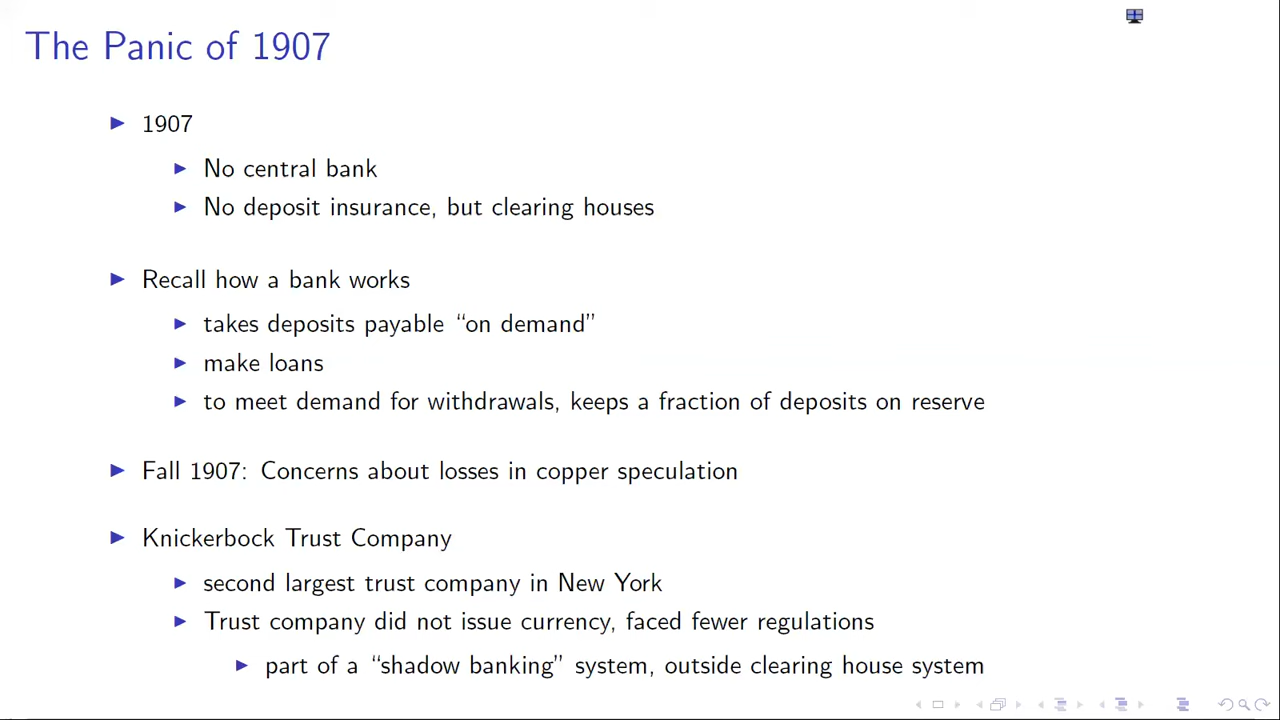 The Panic of 1907
1907
No central bank
No deposit insurance, but clearing houses
Recall how a bank works
takes deposits payable “on demand”
make loans
to meet demand for withdrawals, keeps a fraction of deposits on reserve
Fall 1907: Concerns about losses in copper speculation
Knickerbock Trust Company
second largest trust company in New York
Trust company did not issue currency, faced fewer regulations
part of a “shadow banking” system, outside clearing house system